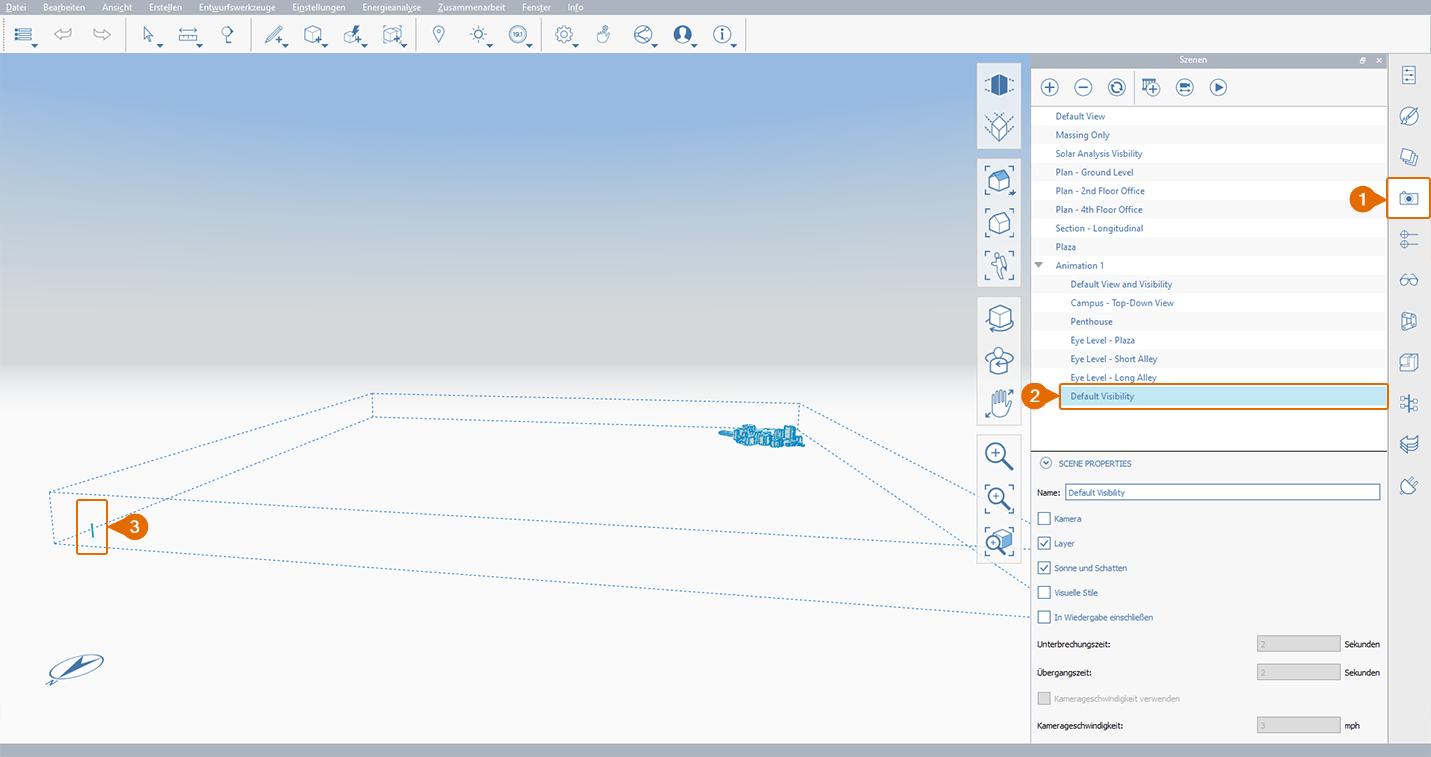 Datei Bearbeiten Ansicht Erstellen Entwurfswerkzeuge Einstellungen Energieanalyse Zusammenarbeit Fenster Info
19.1
Szenen
Default View
Massing Only
Solar Analysis Visbility
Plan - Ground Level
Plan - 2nd Floor Office
Plan - 4th Floor Office
Section - Longitudinal
Plaza
Animation 1
Default View and Visibility
Campus - Top-Down View
Penthouse
Eye Level - Plaza
Eye Level - Short Alley
Eye Level - Long Alley
Default Visibility
1
2
3
SCENE PROPERTIES
Name: Default Visibility
Kamera
Layer
Sonne und Schatten
Visuelle Stile
In Wiedergabe einschließen
Unterbrechungszeit: 2 Sekunden
Übergangszeit: 2 Sekunden
Kamerageschwindigkeit verwenden
Kamerageschwindigkeit: 3 mph